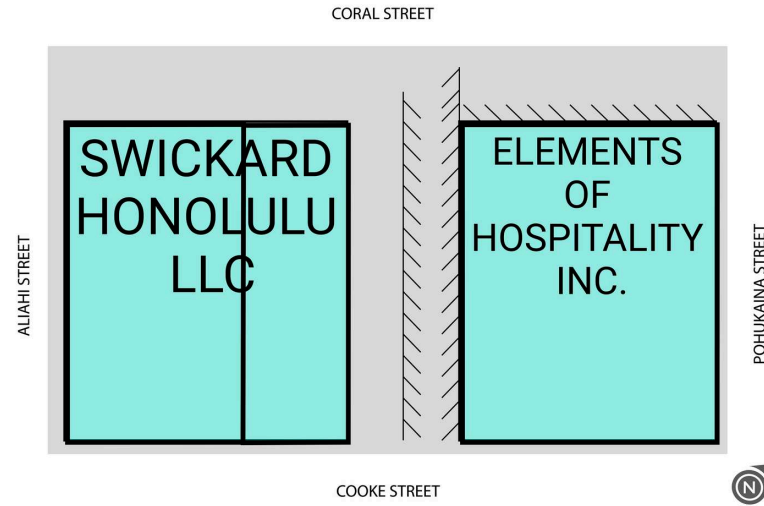 CORAL STREET
SWICKARD
HONOLULU
LLC
ELEMENTS
OF
HOSPITALITY
INC.
ALIAHI STREET
POHUKAINA STREET
COOKE STREET
N